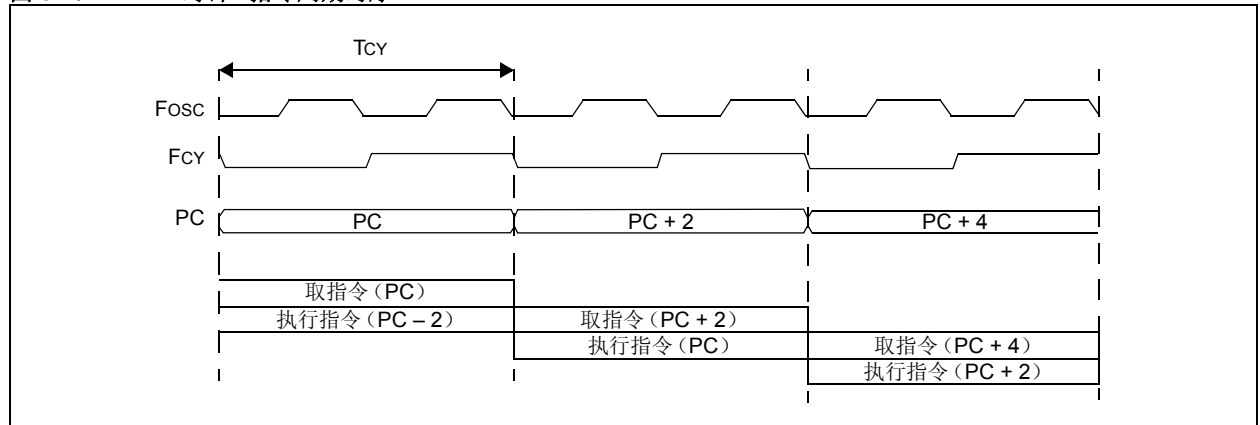 TCY
FOSC
FCY
PC PC PC + 2 PC + 4
取指令（PC）
执行指令（PC – 2） 取指令（PC + 2）
执行指令（PC） 取指令（PC + 4）
执行指令（PC + 2）